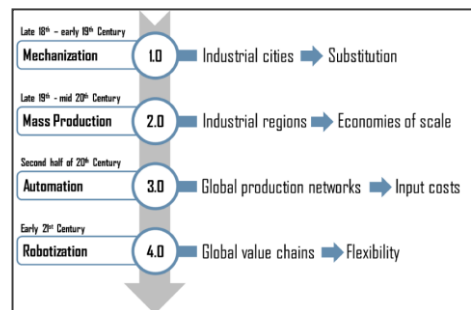 Late 18th – early 19th Century
Mechanization 1.0 Industrial cities Substitution
Late 19th - mid 20th Century
Mass Production 2.0 Industrial regions Economies of scale
Second half of 20th Century
Automation 3.0 Global production networks Input costs
Early 21st Century
Robotization 4.0 Global value chains Flexibility